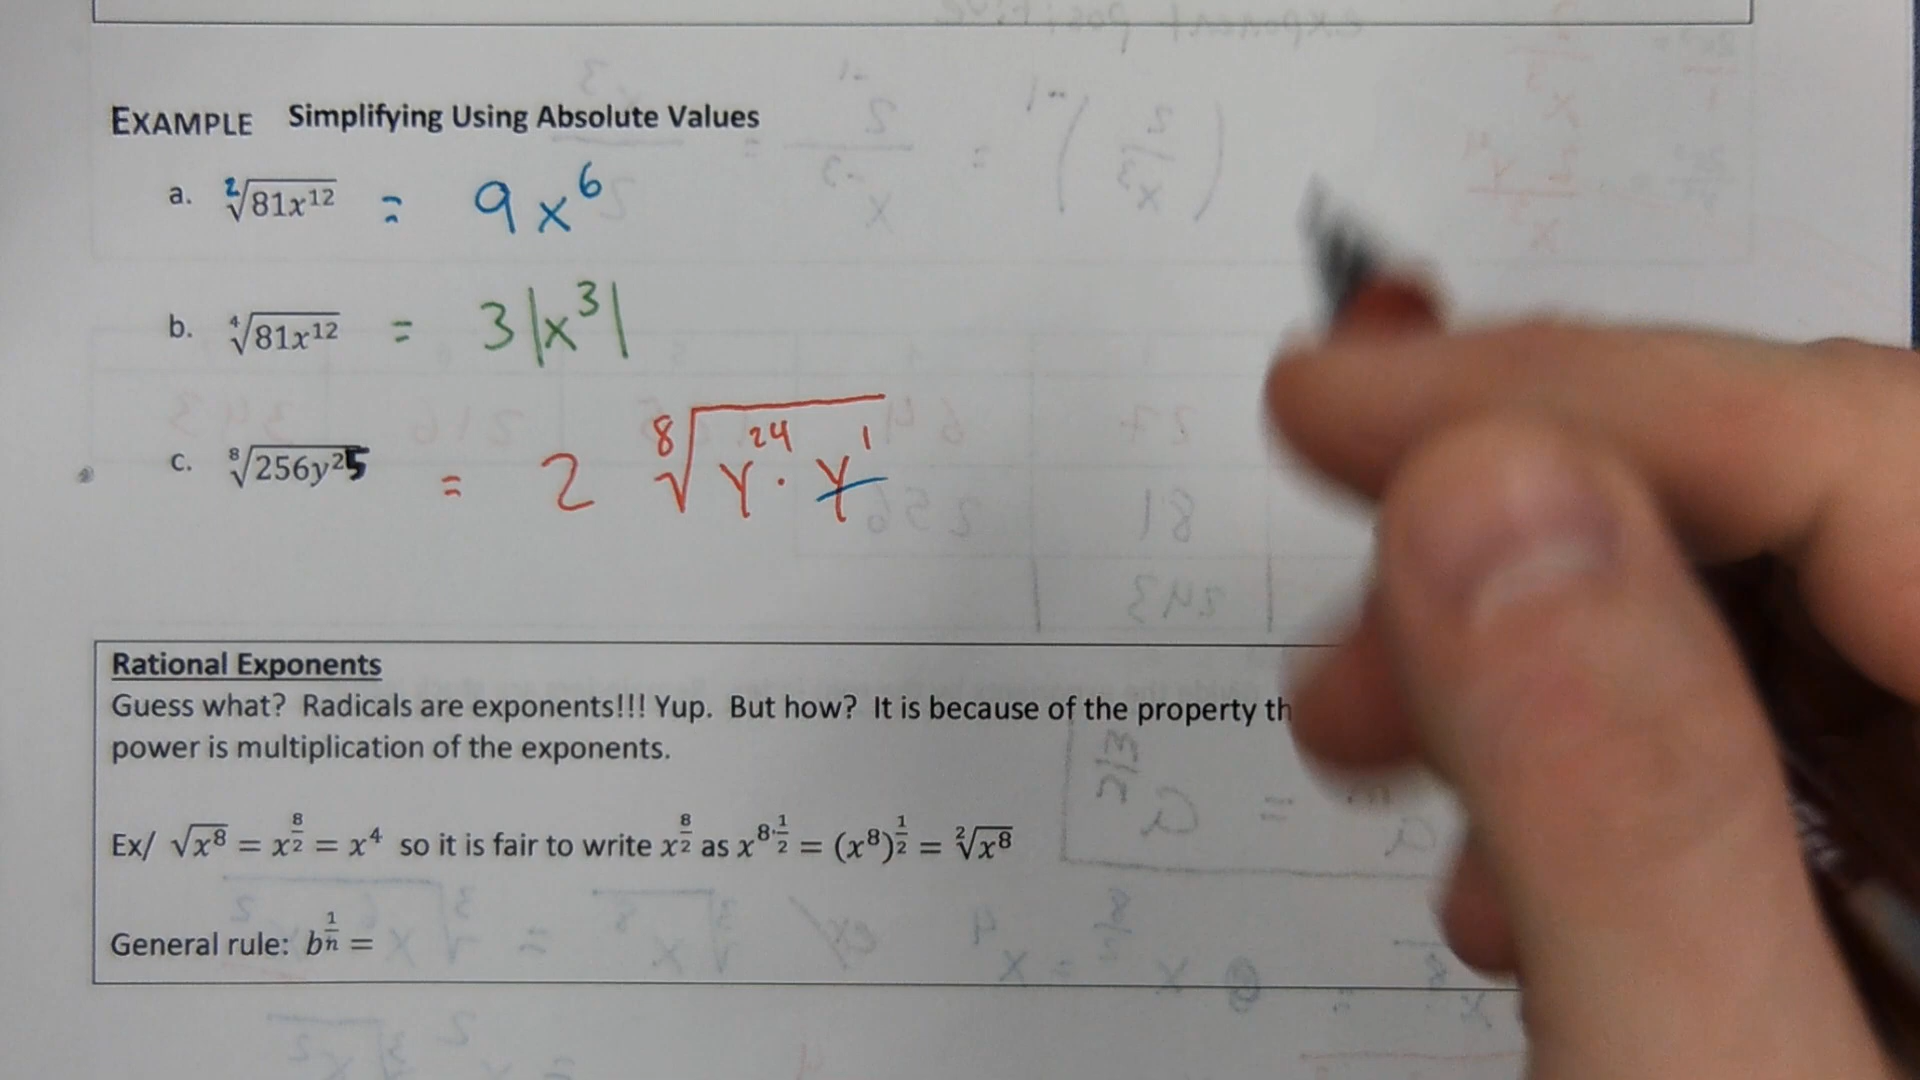 EXAMPLE Simplifying Using Absolute Values
a. ²√81x¹² = 9x⁶
b. ⁴√81x¹² = 3|x³|
c. ⁸√256y²⁵ = 2 ⁸√y²⁴ · y¹
Rational Exponents
Guess what? Radicals are exponents!!! Yup. But how? It is because of the property th
power is multiplication of the exponents.
Ex/ √x⁸ = x^(8/2) = x⁴ so it is fair to write x^(8/2) as x^(8·1/2) = (x⁸)^(1/2) = ²√x⁸
General rule: b^(1/n) =